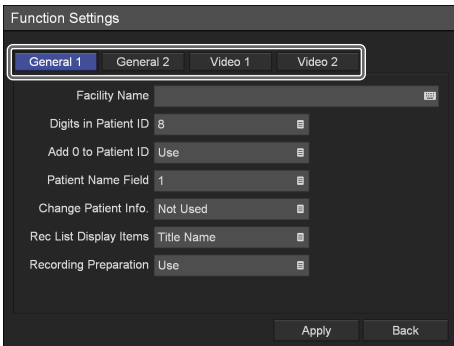 Function Settings
General 1 General 2 Video 1 Video 2
Facility Name
Digits in Patient ID 8
Add 0 to Patient ID Use
Patient Name Field 1
Change Patient Info. Not Used
Rec List Display Items Title Name
Recording Preparation Use
Apply Back